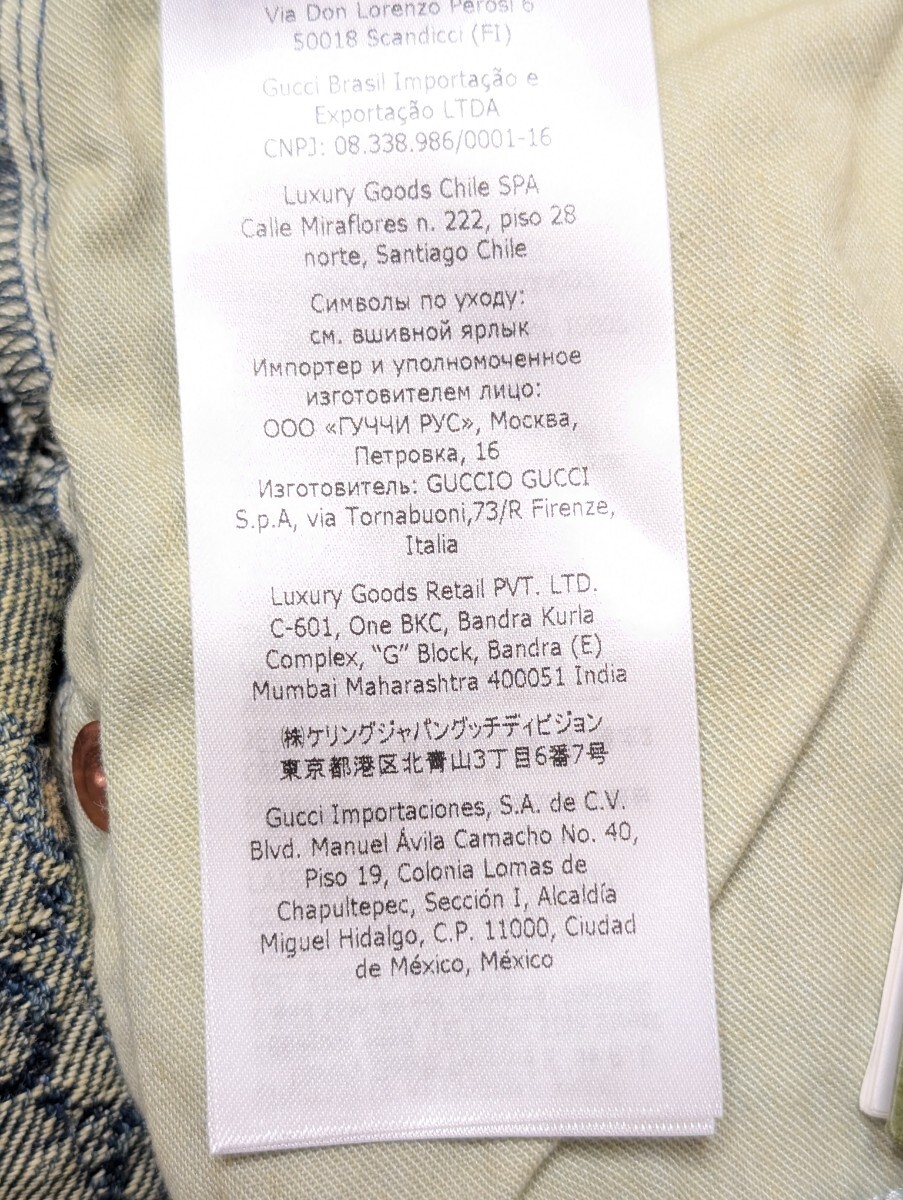 Via Don Lorenzo Perosi 6
50018 Scandicci (FI)
Gucci Brasil Importação e
Exportação LTDA
CNPJ: 08.338.986/0001-16
Luxury Goods Chile SPA
Calle Miraflores n. 222, piso 28
norte, Santiago Chile
Символы по уходу:
см. вшивной ярлык
Импортер и уполномоченное
изготовителем лицо:
ООО «ГУЧЧИ РУС», Москва,
Петровка, 16
Изготовитель: GUCCIO GUCCI
S.p.A, via Tornabuoni,73/R Firenze,
Italia
Luxury Goods Retail PVT. LTD.
C-601, One BKC, Bandra Kurla
Complex, "G" Block, Bandra (E)
Mumbai Maharashtra 400051 India
㈱ケリングジャパングッチディビジョン
東京都港区北青山3丁目6番7号
Gucci Importaciones, S.A. de C.V.
Blvd. Manuel Ávila Camacho No. 40,
Piso 19, Colonia Lomas de
Chapultepec, Sección I, Alcaldía
Miguel Hidalgo, C.P. 11000, Ciudad
de México, México